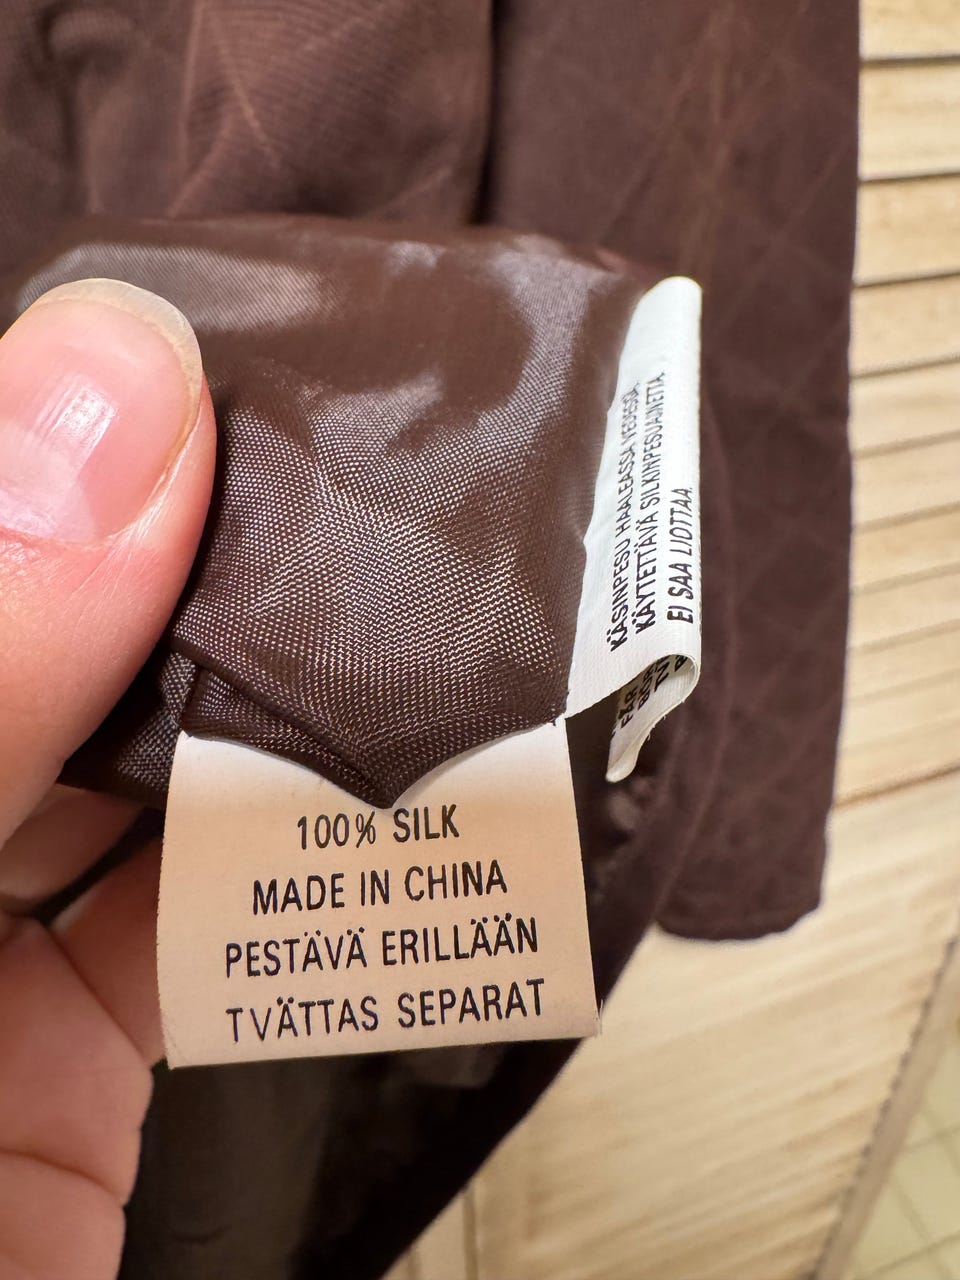 100% SILK
MADE IN CHINA
PESTÄVÄ ERILLÄÄN
TVÄTTAS SEPARAT
KÄSINPESU HAALEASSA VEDESSÄ
KÄYTETTÄVÄ SILKINPESUAINETTA
EI SAA LIOTTAA